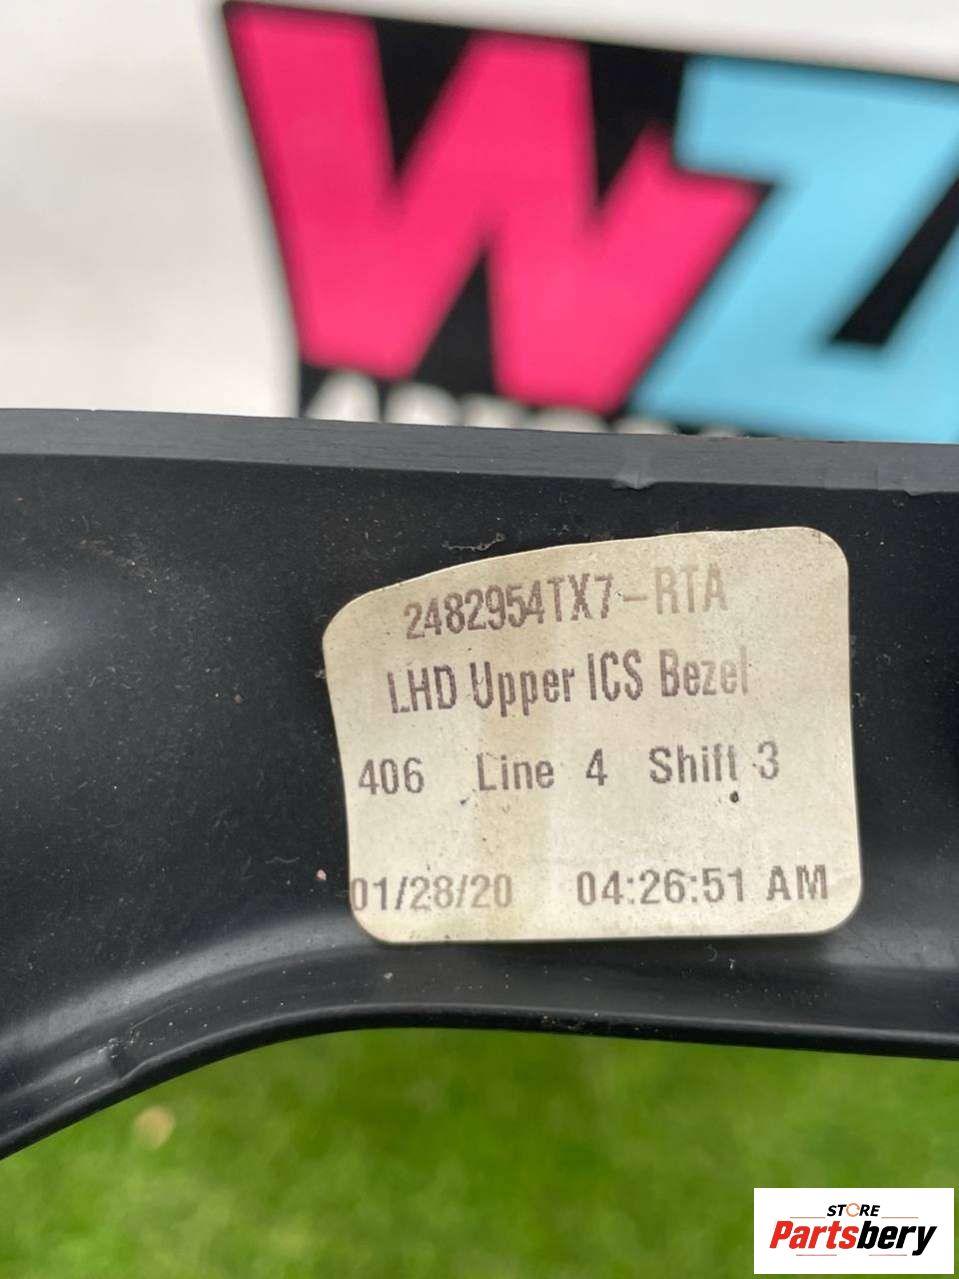 WZ
2482954TX7-RTA
LHD Upper ICS Bezel
406 Line 4 Shift 3
01/28/20 04:26:51 AM
STORE
Partsbery